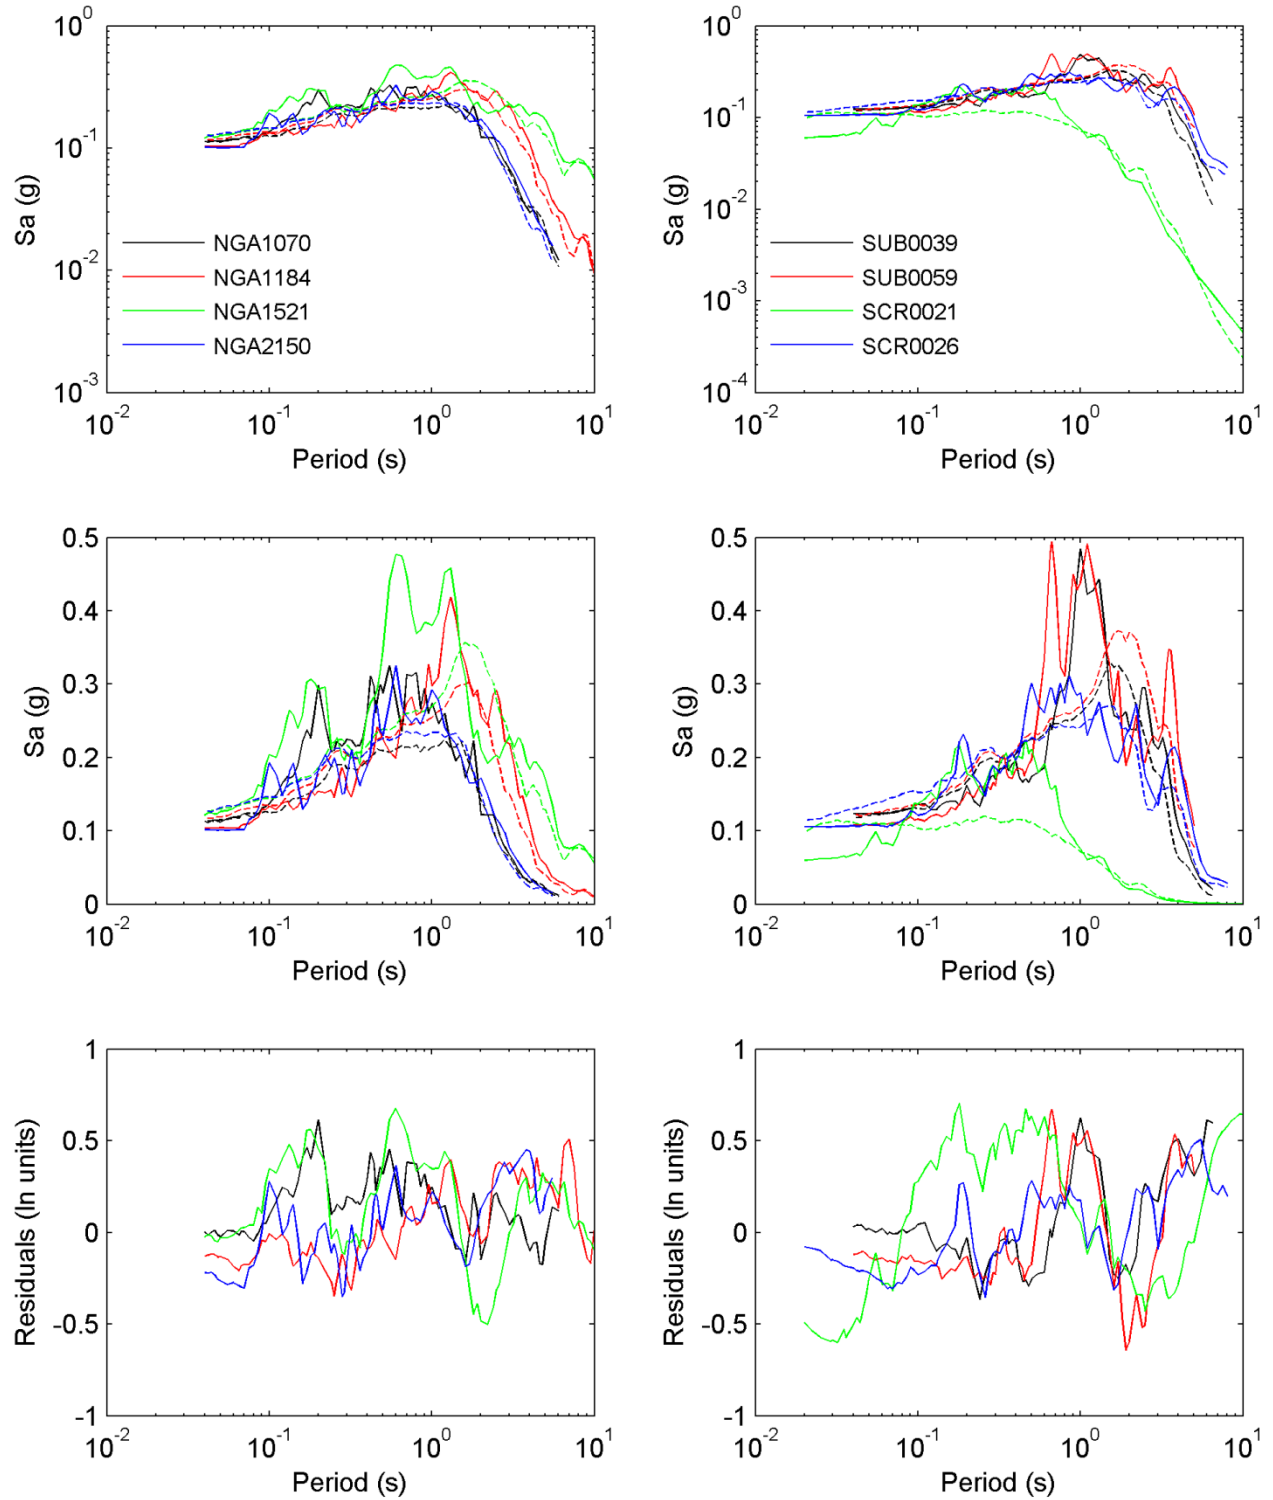 10^0
10^-1
10^-2
10^-3
Sa (g)
NGA1070
NGA1184
NGA1521
NGA2150
10^-2 10^-1 10^0 10^1
Period (s)
10^0
10^-1
10^-2
10^-3
10^-4
Sa (g)
SUB0039
SUB0059
SCR0021
SCR0026
10^-2 10^-1 10^0 10^1
Period (s)
0.5
0.4
0.3
0.2
0.1
0
Sa (g)
10^-2 10^-1 10^0 10^1
Period (s)
0.5
0.4
0.3
0.2
0.1
0
Sa (g)
10^-2 10^-1 10^0 10^1
Period (s)
1
0.5
0
-0.5
-1
Residuals (ln units)
10^-2 10^-1 10^0 10^1
Period (s)
1
0.5
0
-0.5
-1
Residuals (ln units)
10^-2 10^-1 10^0 10^1
Period (s)